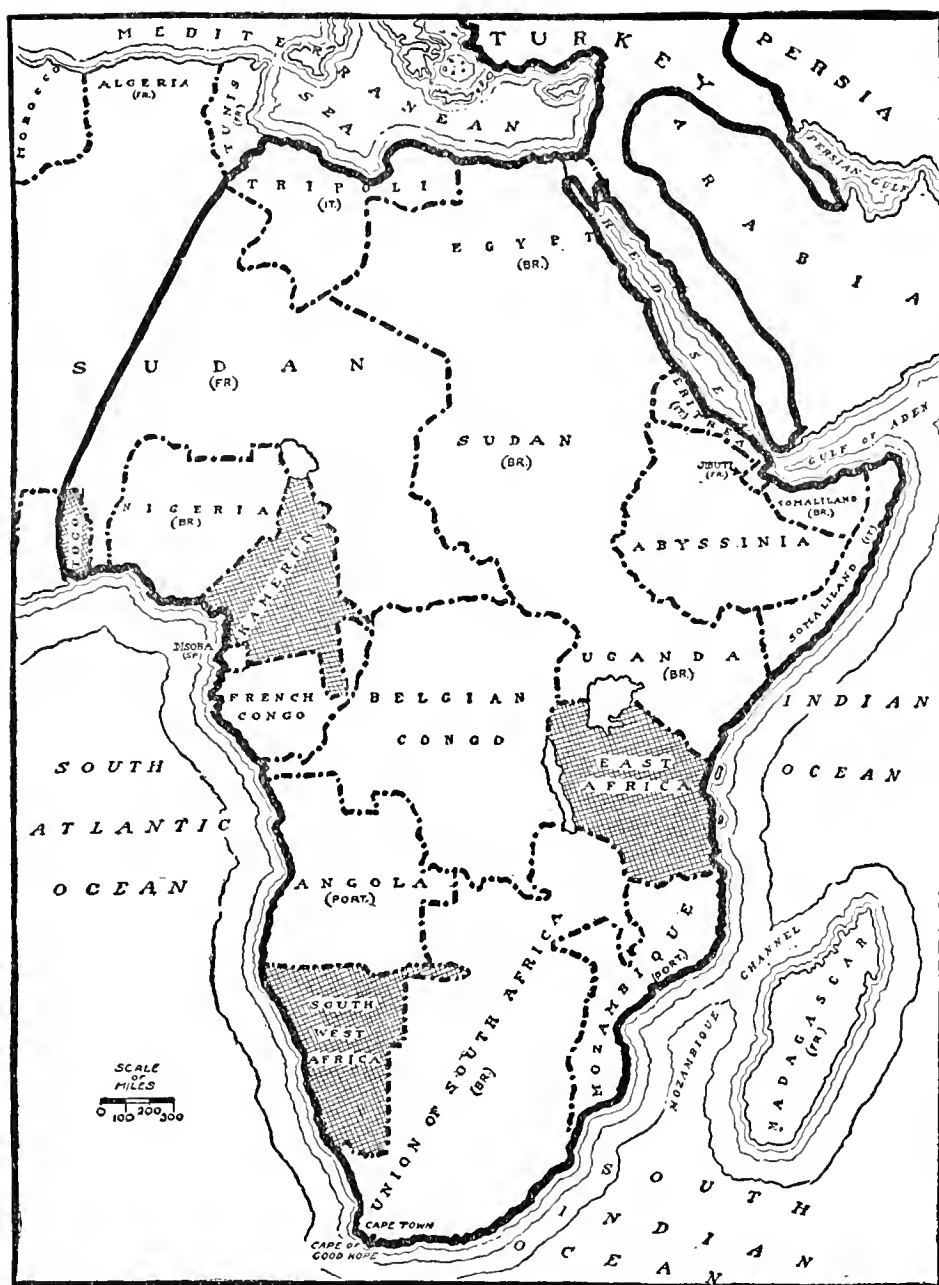 MEDITERRANEAN SEA
TURKEY
PERSIA
MOROCCO
ALGERIA
(FR.)
TUNIS
(FR.)
PERSIAN GULF
ARABIA
TRIPOLI
(IT.)
EGYPT
(BR.)
RED SEA
SUDAN
(FR)
ERITREA
(IT.)
SUDAN
(BR.)
GULF OF ADEN
JIBUTI
(FR.)
SOMALILAND
(BR.)
NIGERIA
(BR)
TOGO
ABYSSINIA
SOMALILAND
(IT.)
KAMERUN
DISOBA
(SP.)
UGANDA
(BR.)
FRENCH
CONGO
BELGIAN
CONGO
INDIAN
OCEAN
EAST
AFRICA
SOUTH
ATLANTIC
OCEAN
ANGOLA
(PORT.)
MOZAMBIQUE
(PORT.)
MOZAMBIQUE CHANNEL
MADAGASCAR
(FR)
SOUTH
WEST
AFRICA
UNION OF SOUTH AFRICA
(BR)
SCALE
OF
MILES
0 100 200 300
CAPE TOWN
CAPE OF
GOOD HOPE
SOUTH
INDIAN
OCEAN